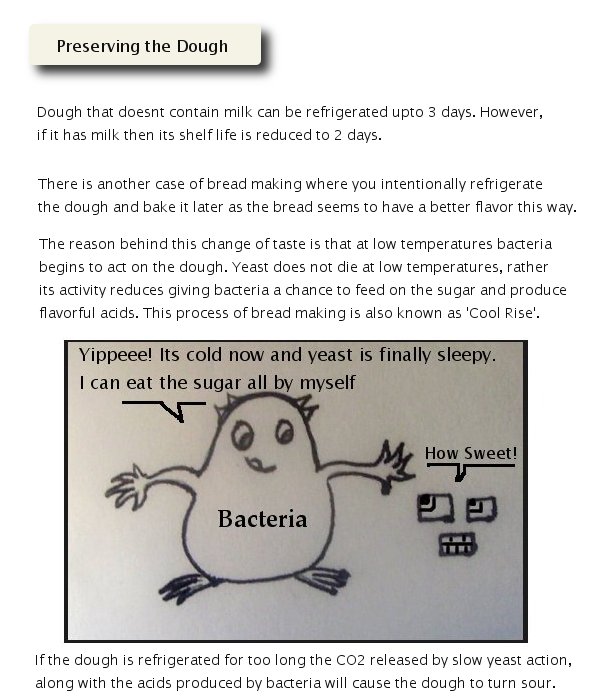 Preserving the Dough
Dough that doesnt contain milk can be refrigerated upto 3 days. However,
if it has milk then its shelf life is reduced to 2 days.
There is another case of bread making where you intentionally refrigerate
the dough and bake it later as the bread seems to have a better flavor this way.
The reason behind this change of taste is that at low temperatures bacteria
begins to act on the dough. Yeast does not die at low temperatures, rather
its activity reduces giving bacteria a chance to feed on the sugar and produce
flavorful acids. This process of bread making is also known as 'Cool Rise'.
Yippeee! Its cold now and yeast is finally sleepy.
I can eat the sugar all by myself
How Sweet!
Bacteria
If the dough is refrigerated for too long the CO2 released by slow yeast action,
along with the acids produced by bacteria will cause the dough to turn sour.